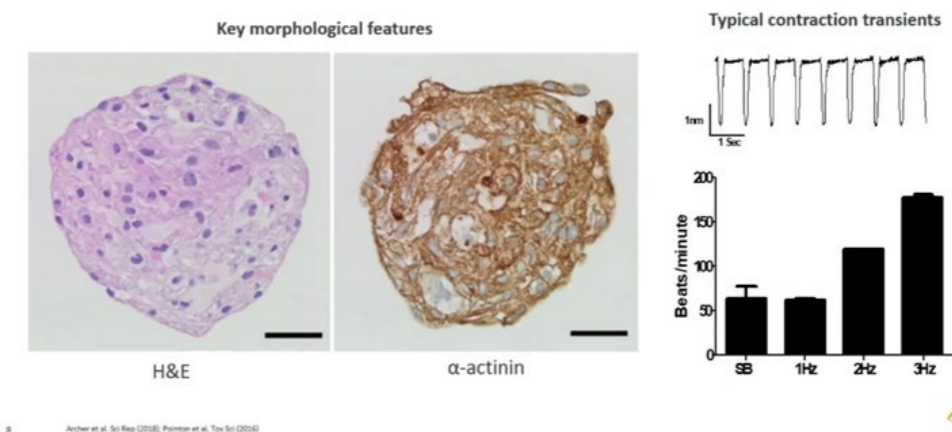 Key morphological features
Typical contraction transients
1nm
1 Sec
200
150
100
50
0
Beats/minute
SB
1Hz
2Hz
3Hz
H&E
α-actinin
8
Archer et al. Sci Rep (2018); Pointon et al. Tox Sci (2016)